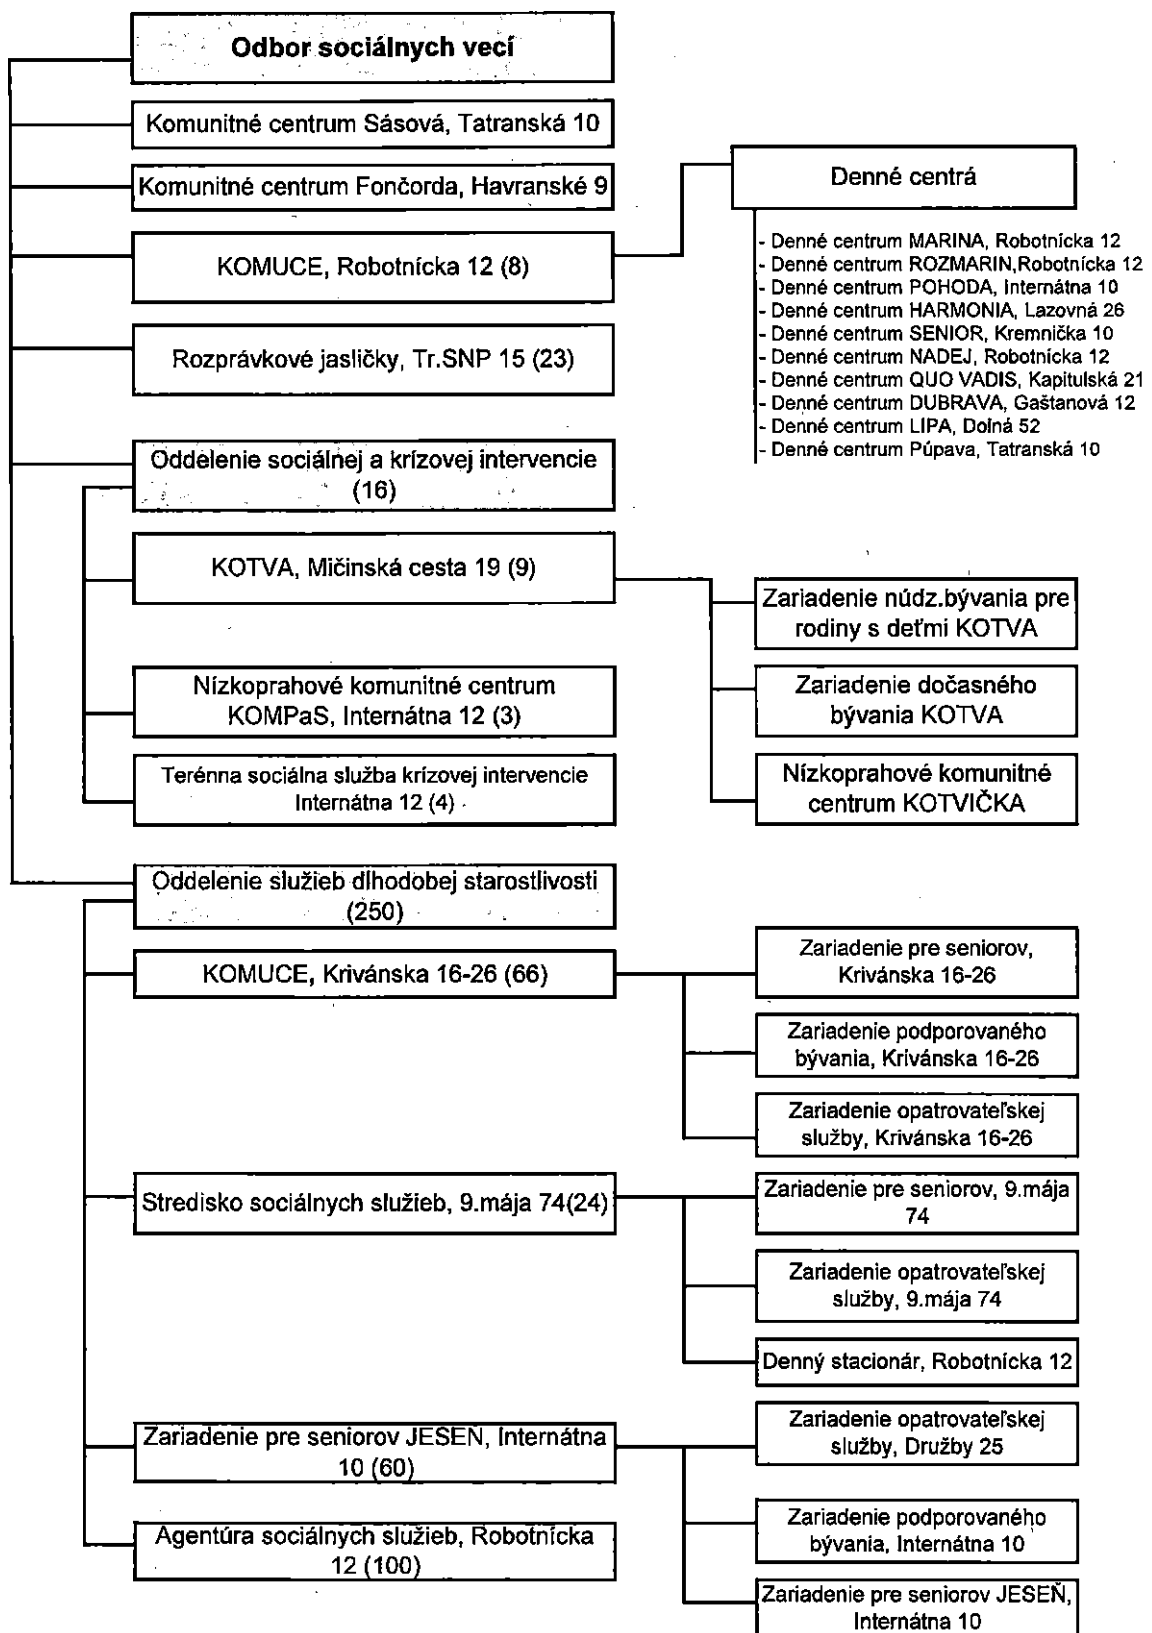 Odbor sociálnych vecí
Komunitné centrum Sásová, Tatranská 10
Komunitné centrum Fončorda, Havranské 9
KOMUCE, Robotnícka 12 (8)
Rozprávkové jasličky, Tr.SNP 15 (23)
Denné centrá
- Denné centrum MARINA, Robotnícka 12
- Denné centrum ROZMARIN,Robotnícka 12
- Denné centrum POHODA, Internátna 10
- Denné centrum HARMONIA, Lazovná 26
- Denné centrum SENIOR, Kremnička 10
- Denné centrum NADEJ, Robotnícka 12
- Denné centrum QUO VADIS, Kapitulská 21
- Denné centrum DUBRAVA, Gaštanová 12
- Denné centrum LIPA, Dolná 52
- Denné centrum Púpava, Tatranská 10
Oddelenie sociálnej a krízovej intervencie
(16)
KOTVA, Mičinská cesta 19 (9)
Zariadenie núdz.bývania pre
rodiny s deťmi KOTVA
Zariadenie dočasného
bývania KOTVA
Nízkoprahové komunitné
centrum KOTVIČKA
Nízkoprahové komunitné centrum
KOMPaS, Internátna 12 (3)
Terénna sociálna služba krízovej intervencie
Internátna 12 (4)
Oddelenie služieb dlhodobej starostlivosti
(250)
KOMUCE, Krivánska 16-26 (66)
Zariadenie pre seniorov,
Krivánska 16-26
Zariadenie podporovaného
bývania, Krivánska 16-26
Zariadenie opatrovateľskej
služby, Krivánska 16-26
Stredisko sociálnych služieb, 9.mája 74(24)
Zariadenie pre seniorov, 9.mája
74
Zariadenie opatrovateľskej
služby, 9.mája 74
Denný stacionár, Robotnícka 12
Zariadenie pre seniorov JESEŇ, Internátna
10 (60)
Zariadenie opatrovateľskej
služby, Družby 25
Zariadenie podporovaného
bývania, Internátna 10
Zariadenie pre seniorov JESEŇ,
Internátna 10
Agentúra sociálnych služieb, Robotnícka
12 (100)